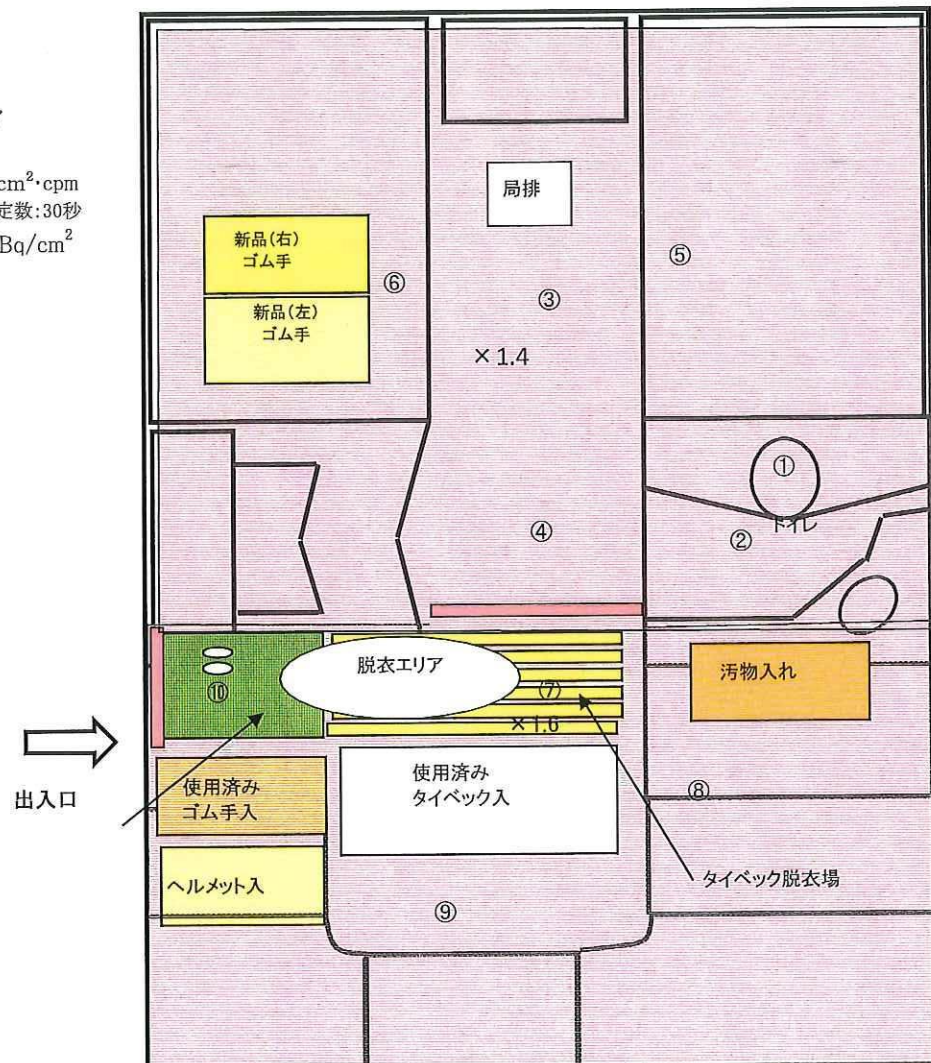 cm²・cpm
定数:30秒
Bq/cm²
局排
新品(右)
ゴム手
新品(左)
ゴム手
⑥
③
⑤
×1.4
①
④
②
トイレ
脱衣エリア
⑦
⑩
×1.6
汚物入れ
出入口
使用済み
ゴム手入
使用済み
タイベック入
⑧
ヘルメット入
タイベック脱衣場
⑨